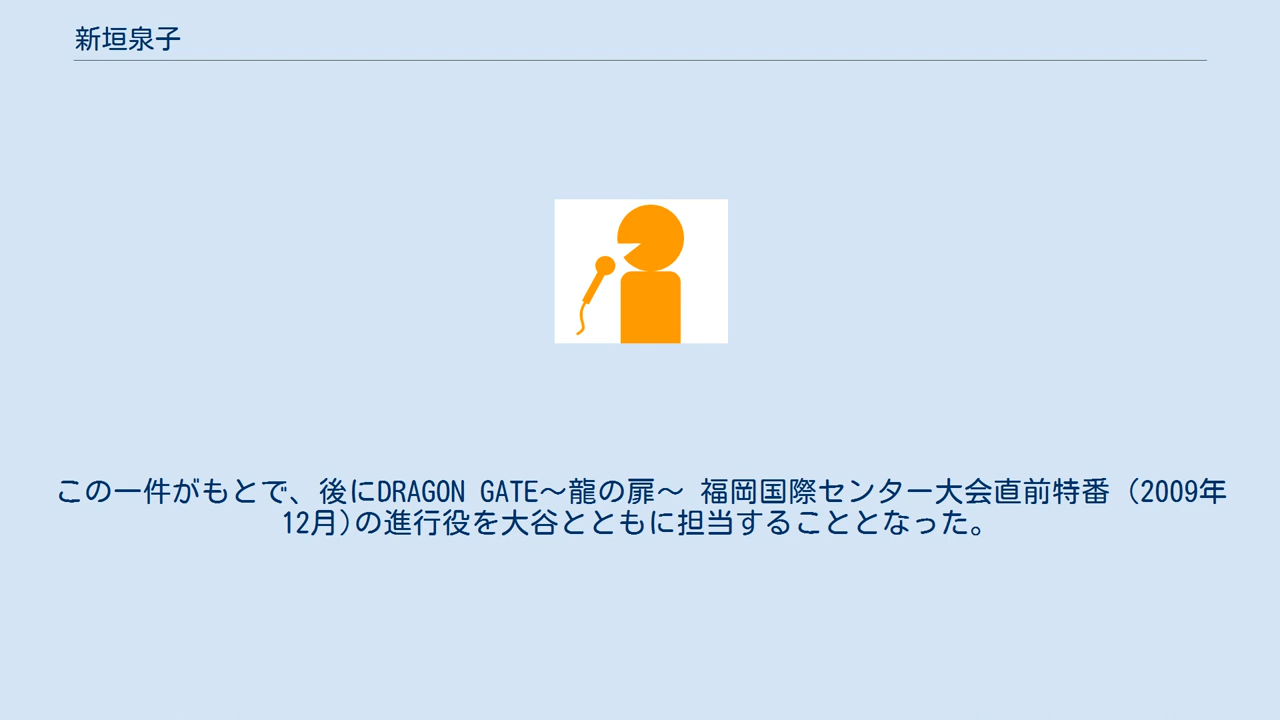 新垣泉子
この一件がもとで、後にDRAGON GATE〜龍の扉〜 福岡国際センター大会直前特番（2009年
12月)の進行役を大谷とともに担当することとなった。